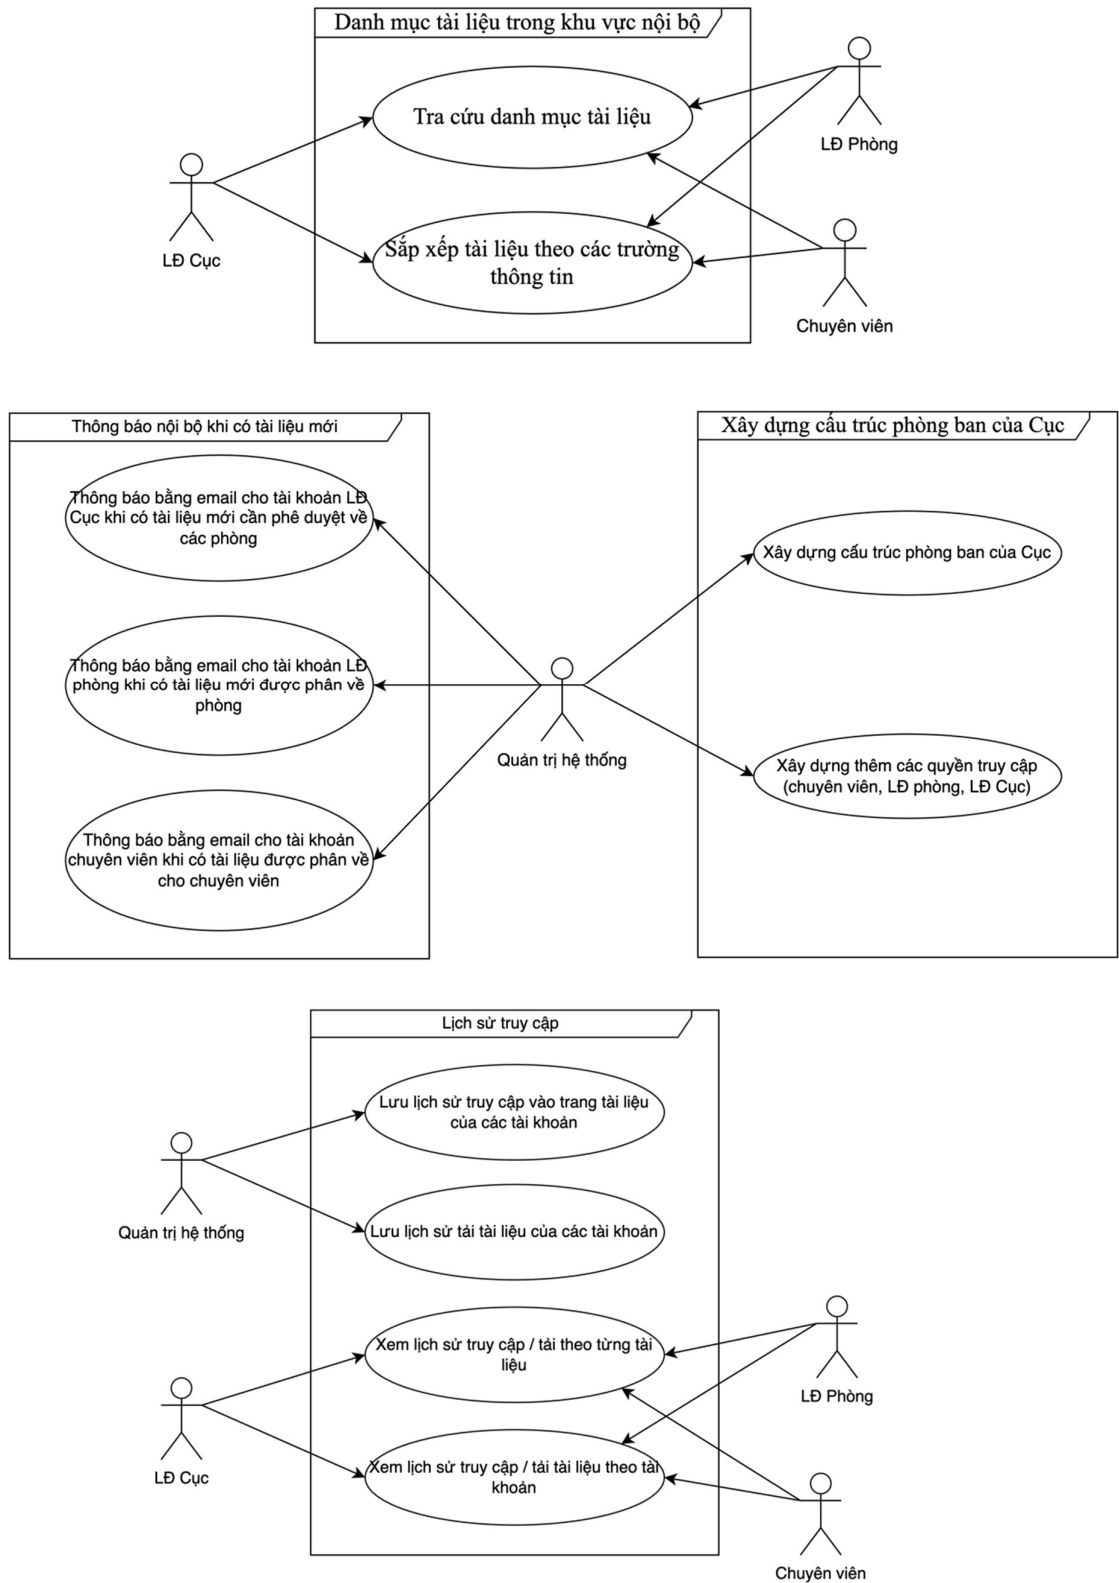 Danh mục tài liệu trong khu vực nội bộ
Tra cứu danh mục tài liệu
LĐ Phòng
LĐ Cục
Sắp xếp tài liệu theo các trường
thông tin
Chuyên viên
Thông báo nội bộ khi có tài liệu mới
Thông báo bằng email cho tài khoản LĐ
Cục khi có tài liệu mới cần phê duyệt về
các phòng
Thông báo bằng email cho tài khoản LĐ
phòng khi có tài liệu mới được phân về
phòng
Thông báo bằng email cho tài khoản
chuyên viên khi có tài liệu được phân về
cho chuyên viên
Quản trị hệ thống
Xây dựng cấu trúc phòng ban của Cục
Xây dựng cấu trúc phòng ban của Cục
Xây dựng thêm các quyền truy cập
(chuyên viên, LĐ phòng, LĐ Cục)
Lịch sử truy cập
Lưu lịch sử truy cập vào trang tài liệu
của các tài khoản
Quản trị hệ thống
Lưu lịch sử tải tài liệu của các tài khoản
Xem lịch sử truy cập / tải theo từng tài
liệu
LĐ Phòng
LĐ Cục
Xem lịch sử truy cập / tải tài liệu theo tài
khoản
Chuyên viên